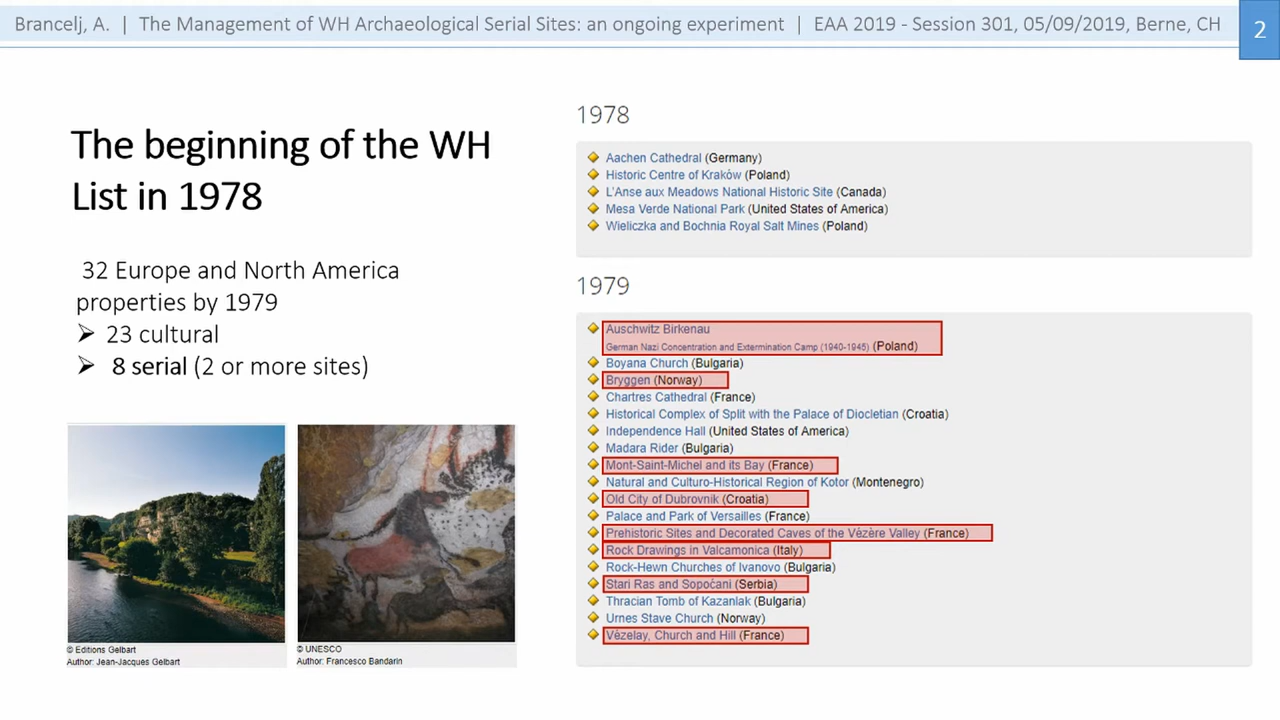 Brancelj, A. | The Management of WH Archaeological Serial Sites: an ongoing experiment | EAA 2019 - Session 301, 05/09/2019, Berne, CH
2
The beginning of the WH
List in 1978
32 Europe and North America
properties by 1979
➢ 23 cultural
➢ 8 serial (2 or more sites)
© Editions Gelbart
Author: Jean-Jacques Gelbart
© UNESCO
Author: Francesco Bandarin
1978
Aachen Cathedral (Germany)
Historic Centre of Kraków (Poland)
L'Anse aux Meadows National Historic Site (Canada)
Mesa Verde National Park (United States of America)
Wieliczka and Bochnia Royal Salt Mines (Poland)
1979
Auschwitz Birkenau
German Nazi Concentration and Extermination Camp (1940-1945) (Poland)
Boyana Church (Bulgaria)
Bryggen (Norway)
Chartres Cathedral (France)
Historical Complex of Split with the Palace of Diocletian (Croatia)
Independence Hall (United States of America)
Madara Rider (Bulgaria)
Mont-Saint-Michel and its Bay (France)
Natural and Culturo-Historical Region of Kotor (Montenegro)
Old City of Dubrovnik (Croatia)
Palace and Park of Versailles (France)
Prehistoric Sites and Decorated Caves of the Vézère Valley (France)
Rock Drawings in Valcamonica (Italy)
Rock-Hewn Churches of Ivanovo (Bulgaria)
Stari Ras and Sopoćani (Serbia)
Thracian Tomb of Kazanlak (Bulgaria)
Urnes Stave Church (Norway)
Vézelay, Church and Hill (France)